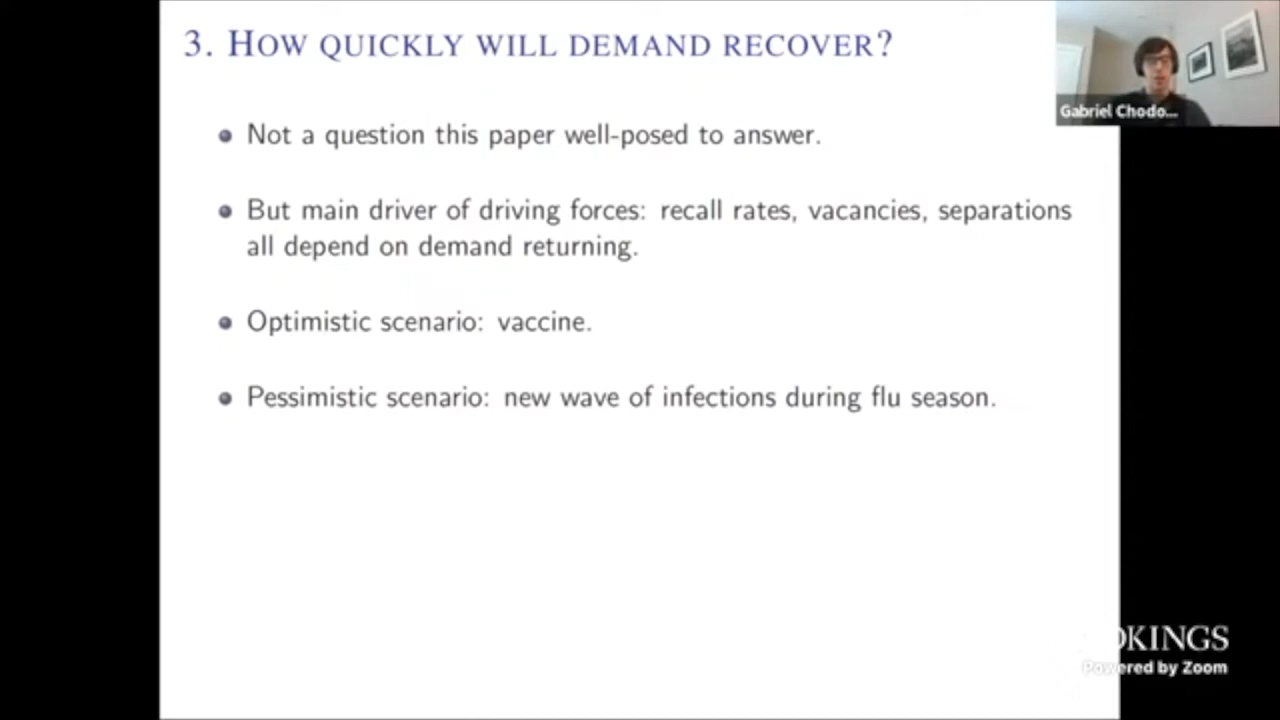 3. HOW QUICKLY WILL DEMAND RECOVER?
Gabriel Chodo...
Not a question this paper well-posed to answer.
But main driver of driving forces: recall rates, vacancies, separations
all depend on demand returning.
Optimistic scenario: vaccine.
Pessimistic scenario: new wave of infections during flu season.
OKINGS
Powered by Zoom